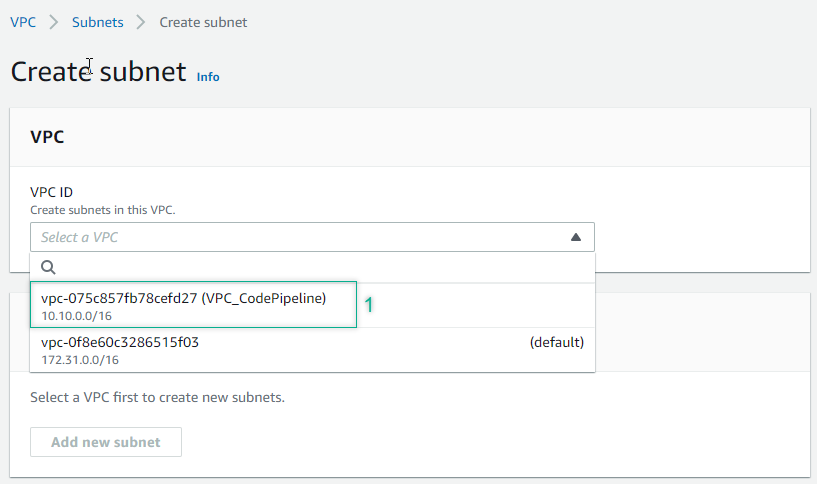 VPC > Subnets > Create subnet
Create subnet Info
VPC
VPC ID
Create subnets in this VPC.
Select a VPC
vpc-075c857fb78cefd27 (VPC_CodePipeline)
10.10.0.0/16
1
vpc-0f8e60c3286515f03 (default)
172.31.0.0/16
Select a VPC first to create new subnets.
Add new subnet